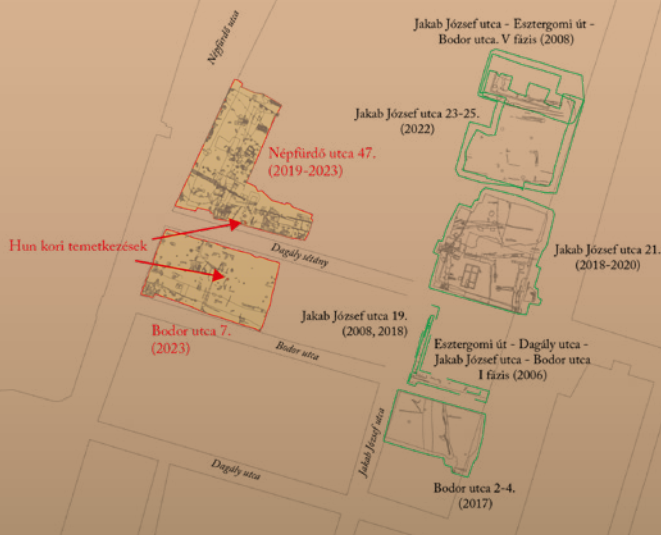 Népfürdő utca
Jakab József utca - Esztergomi út -
Bodor utca. V fázis (2008)
Jakab József utca 23-25.
(2022)
Népfürdő utca 47.
(2019-2023)
Hun kori temetkezések
Dagály sétány
Jakab József utca 21.
(2018-2020)
Bodor utca 7.
(2023)
Jakab József utca 19.
(2008, 2018)
Bodor utca
Esztergomi út - Dagály utca -
Jakab József utca - Bodor utca
I fázis (2006)
Jakab József utca
Dagály utca
Bodor utca 2-4.
(2017)